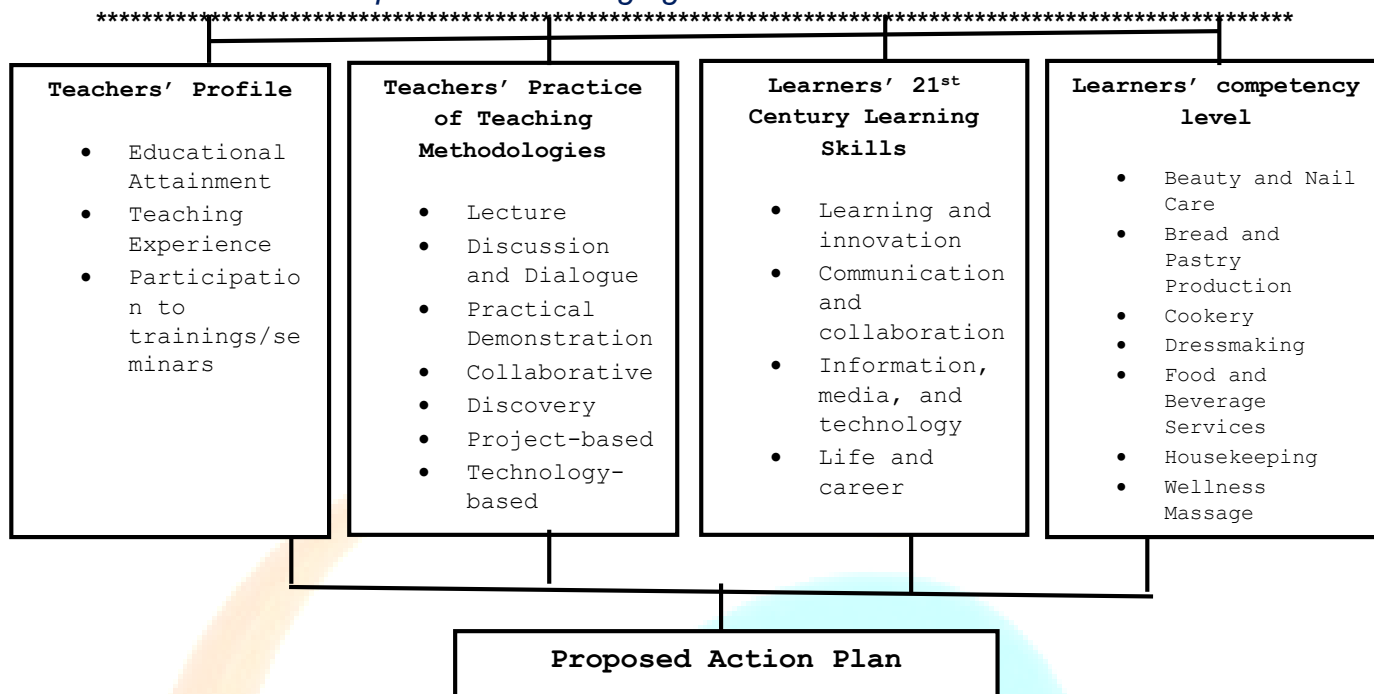 ****************************************************************************************************
Teachers’ Profile
• Educational
Attainment
• Teaching
Experience
• Participatio
n to
trainings/se
minars
Teachers’ Practice
of Teaching
Methodologies
• Lecture
• Discussion
and Dialogue
• Practical
Demonstration
• Collaborative
• Discovery
• Project-based
• Technology-
based
Learners’ 21st
Century Learning
Skills
• Learning and
innovation
• Communication
and
collaboration
• Information,
media, and
technology
• Life and
career
Learners’ competency
level
• Beauty and Nail
Care
• Bread and
Pastry
Production
• Cookery
• Dressmaking
• Food and
Beverage
Services
• Housekeeping
• Wellness
Massage
Proposed Action Plan